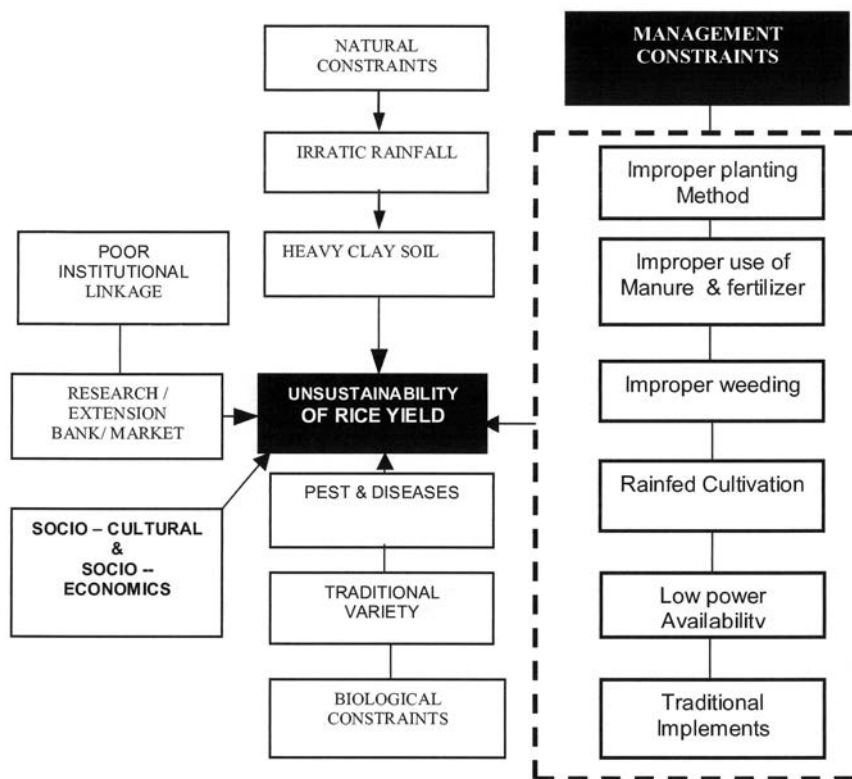 NATURAL
CONSTRAINTS
MANAGEMENT
CONSTRAINTS
IRRATIC RAINFALL
Improper planting
Method
HEAVY CLAY SOIL
POOR
INSTITUTIONAL
LINKAGE
Improper use of
Manure & fertilizer
RESEARCH /
EXTENSION
BANK/ MARKET
UNSUSTAINABILITY
OF RICE YIELD
Improper weeding
PEST & DISEASES
Rainfed Cultivation
SOCIO – CULTURAL
&
SOCIO --
ECONOMICS
TRADITIONAL
VARIETY
Low power
Availability
BIOLOGICAL
CONSTRAINTS
Traditional
Implements